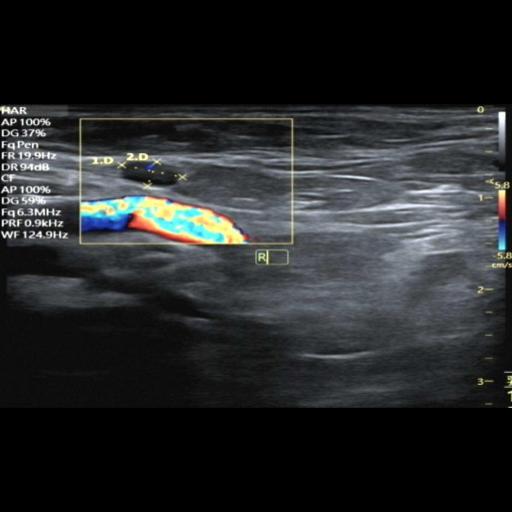 HAR
AP 100%
DG 37%
Fq Pen
FR 19.9Hz
DR 94dB
CF
AP 100%
DG 59%
Fq 6.3MHz
PRF 0.9kHz
WF 124.9Hz
1.D 2.D
R
0
5.8
1
-5.8
cm/s
2
3